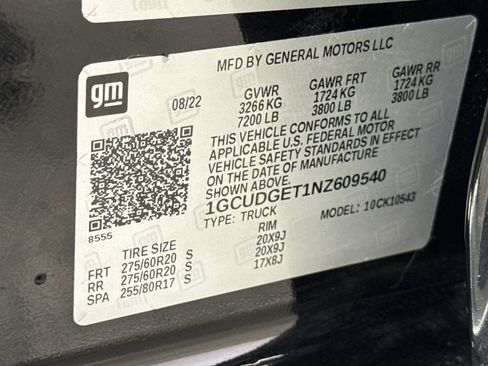 MFD BY GENERAL MOTORS LLC
gm
08/22
GVWR GAWR FRT GAWR RR
3266 KG 1724 KG 1724 KG
7200 LB 3800 LB 3800 LB
THIS VEHICLE CONFORMS TO ALL
APPLICABLE U.S. FEDERAL MOTOR
VEHICLE SAFETY STANDARDS IN EFFECT
ON THE DATE OF MANUFACTURE
SHOWN ABOVE.
1GCUDGET1NZ609540
TYPE: TRUCK MODEL: 10CK10543
8555
TIRE SIZE RIM
FRT 275/60R20 S 20X9J
RR 275/60R20 S 20X9J
SPA 255/80R17 S 17X8J